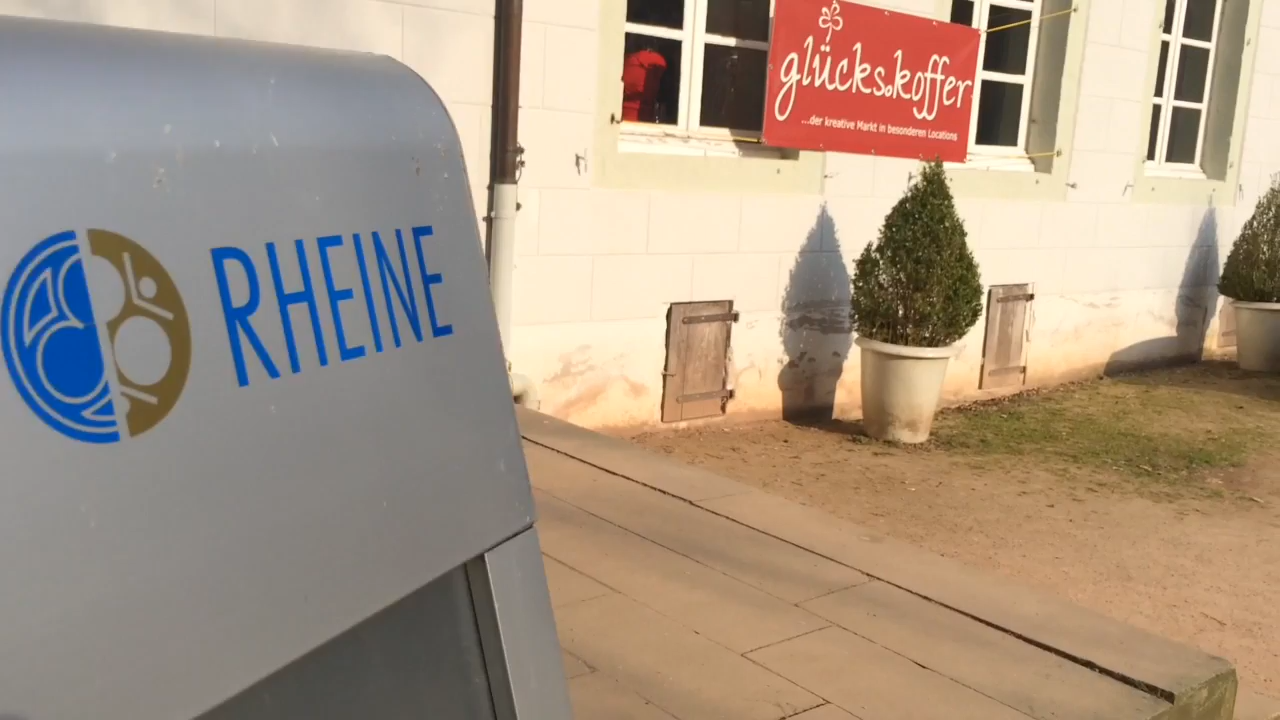 RHEINE
glücks.koffer
...der kreative Markt in besonderen Locations